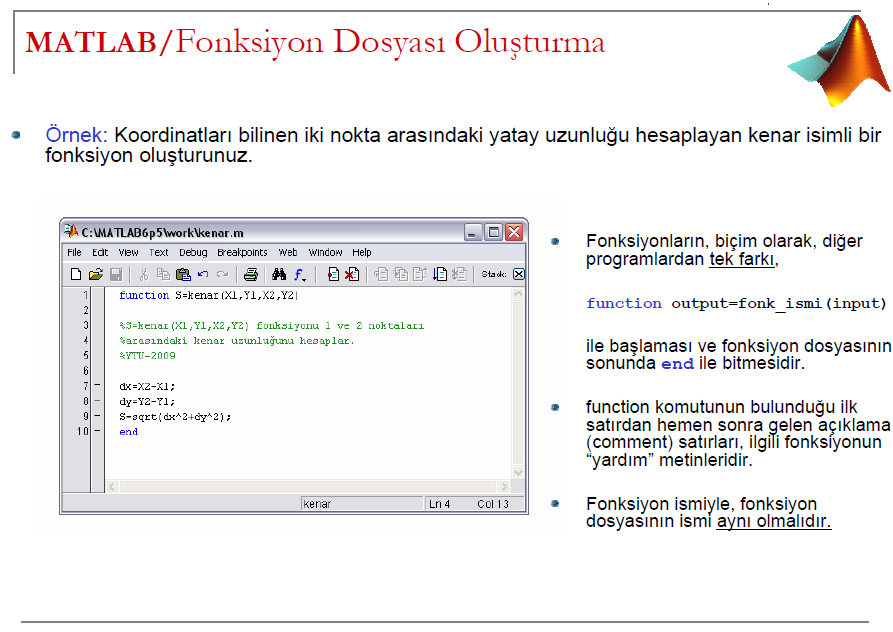 MATLAB/Fonksiyon Dosyası Oluşturma
Örnek: Koordinatları bilinen iki nokta arasındaki yatay uzunluğu hesaplayan kenar isimli bir
fonksiyon oluşturunuz.
C:\MATLAB6p5\work\kenar.m
File Edit View Text Debug Breakpoints Web Window Help
Stack:
1 function S=kenar(X1,Y1,X2,Y2)
2
3 %S=kenar(X1,Y1,X2,Y2) fonksiyonu 1 ve 2 noktaları
4 %arasındaki kenar uzunluğunu hesaplar.
5 %YTU-2009
6
7 - dx=X2-X1;
8 - dy=Y2-Y1;
9 - S=sqrt(dx^2+dy^2);
10 - end
kenar Ln 4 Col 13
Fonksiyonların, biçim olarak, diğer
programlardan tek farkı,
function output=fonk_ismi(input)
ile başlaması ve fonksiyon dosyasının
sonunda end ile bitmesidir.
function komutunun bulunduğu ilk
satırdan hemen sonra gelen açıklama
(comment) satırları, ilgili fonksiyonun
“yardım” metinleridir.
Fonksiyon ismiyle, fonksiyon
dosyasının ismi aynı olmalıdır.